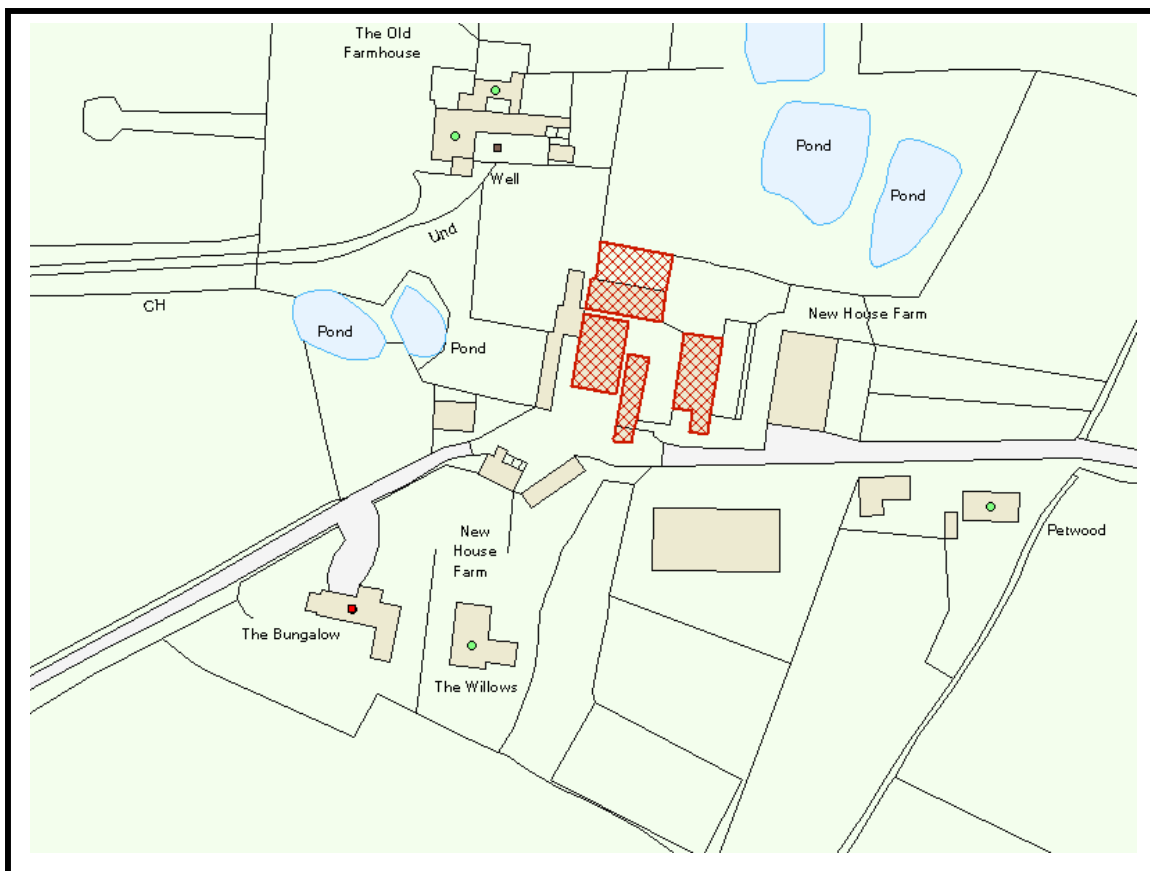 The Old
Farmhouse
Pond
Pond
Well
Und
CH
Pond
Pond
New House Farm
New
House
Farm
Petwood
The Bungalow
The Willows